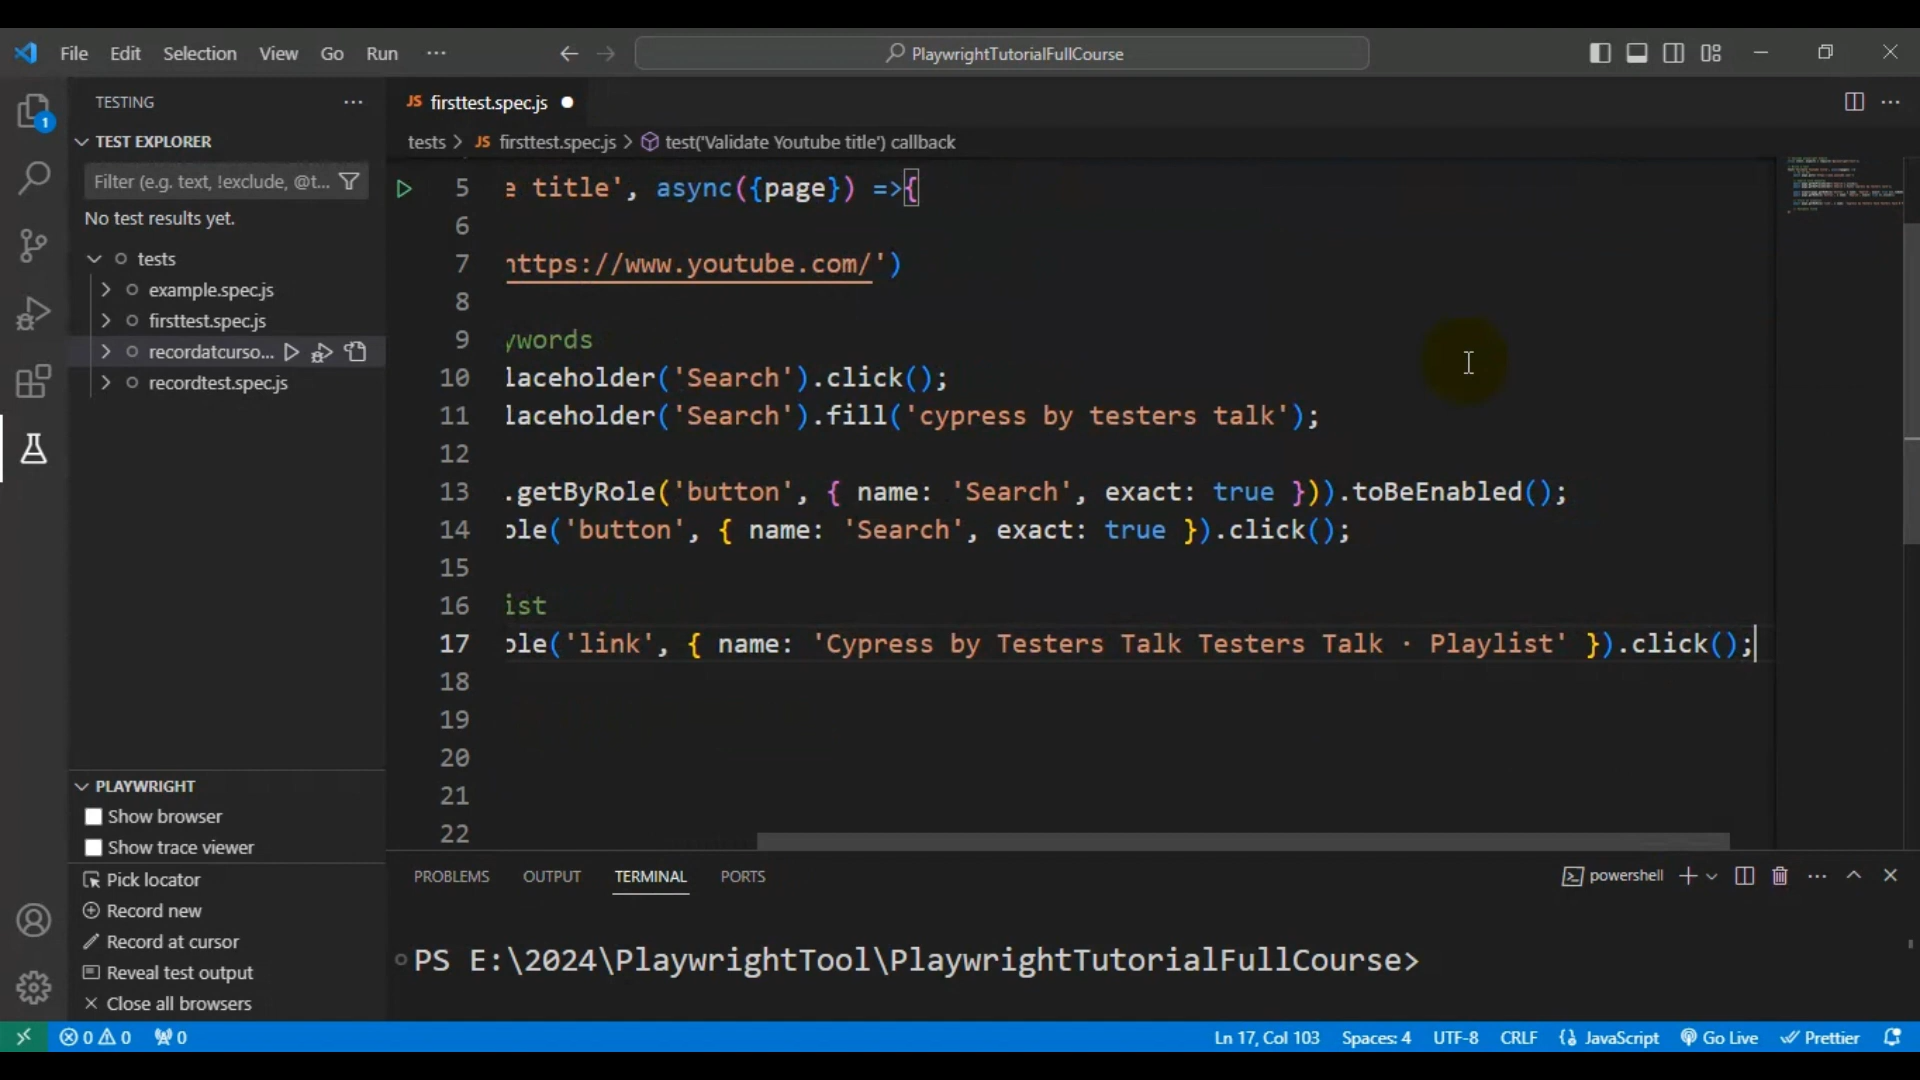 File Edit Selection View Go Run ··· PlaywrightTutorialFullCourse
TESTING ···
JS firsttest.spec.js
TEST EXPLORER
tests > JS firsttest.spec.js > test('Validate Youtube title') callback
Filter (e.g. text, !exclude, @t...
No test results yet.
tests
example.spec.js
firsttest.spec.js
recordatcurso...
recordtest.spec.js
5 e title', async({page}) =>{
6
7 https://www.youtube.com/')
8
9 ywords
10 laceholder('Search').click();
11 laceholder('Search').fill('cypress by testers talk');
12
13 .getByRole('button', { name: 'Search', exact: true })).toBeEnabled();
14 ole('button', { name: 'Search', exact: true }).click();
15
16 ist
17 ole('link', { name: 'Cypress by Testers Talk Testers Talk · Playlist' }).click();
18
19
20
21
22
PLAYWRIGHT
Show browser
Show trace viewer
Pick locator
Record new
Record at cursor
Reveal test output
Close all browsers
PROBLEMS OUTPUT TERMINAL PORTS powershell
PS E:\2024\PlaywrightTool\PlaywrightTutorialFullCourse>
0 0 0 Ln 17, Col 103 Spaces: 4 UTF-8 CRLF {} JavaScript Go Live Prettier
1